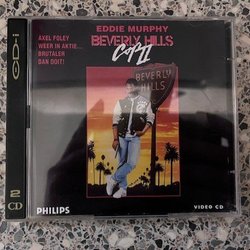 EDDIE MURPHY
BEVERLY HILLS
COP II
AXEL FOLEY
WEER IN AKTIE...
BRUTALER
DAN OOIT!
BEVERLY
HILLS
2 CD
PHILIPS
VIDEO CD